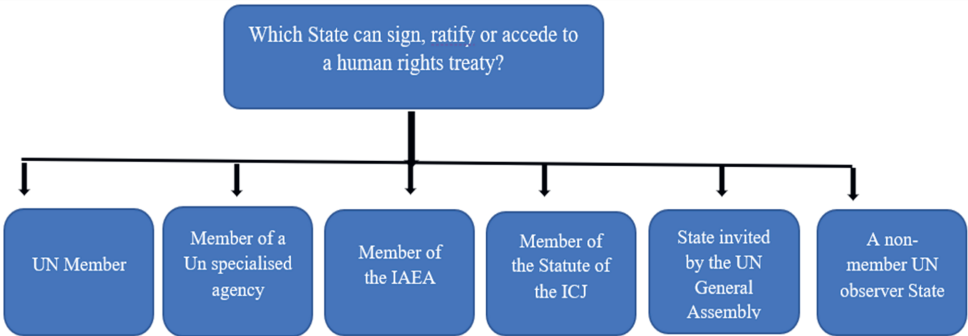 Which State can sign, ratify or accede to
a human rights treaty?
UN Member
Member of a
Un specialised
agency
Member of
the IAEA
Member of
the Statute of
the ICJ
State invited
by the UN
General
Assembly
A non-
member UN
observer State